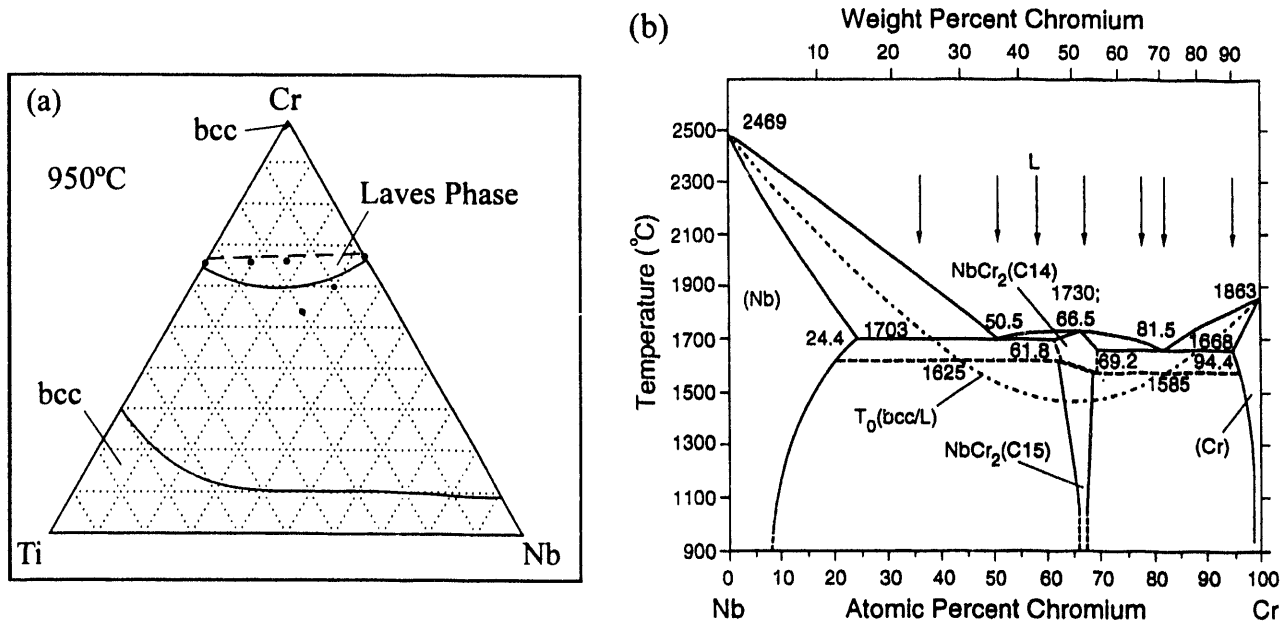 (a)
Cr
bcc
950°C
Laves Phase
bcc
Ti
Nb
(b)
Weight Percent Chromium
10 20 30 40 50 60 70 80 90
Temperature (°C)
2500
2300
2100
1900
1700
1500
1300
1100
900
2469
L
NbCr2(C14)
(Nb)
1730;
1863
50.5
66.5
81.5
24.4
1703
1668
61.8
69.2
94.4
1625
1585
T0(bcc/L)
(Cr)
NbCr2(C15)
0 10 20 30 40 50 60 70 80 90 100
Nb
Atomic Percent Chromium
Cr